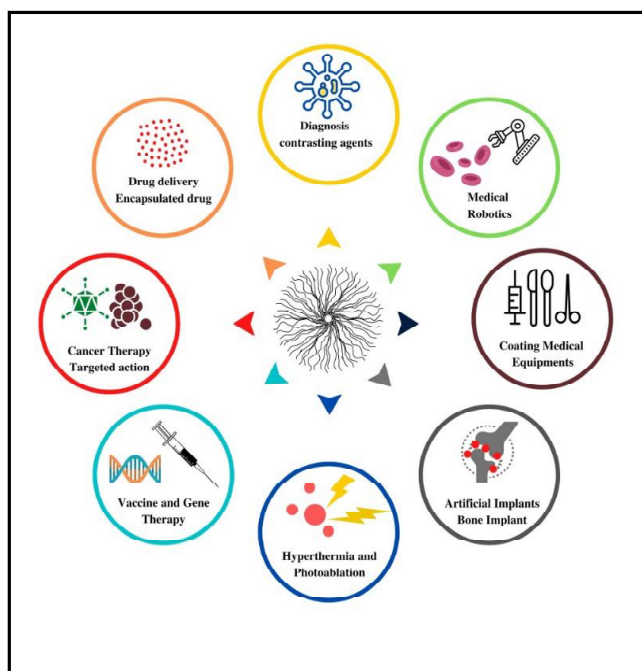 Diagnosis
contrasting agents
Drug delivery
Encapsulated drug
Medical
Robotics
Cancer Therapy
Targeted action
Coating Medical
Equipments
Vaccine and Gene
Therapy
Artificial Implants
Bone Implant
Hyperthermia and
Photoablation